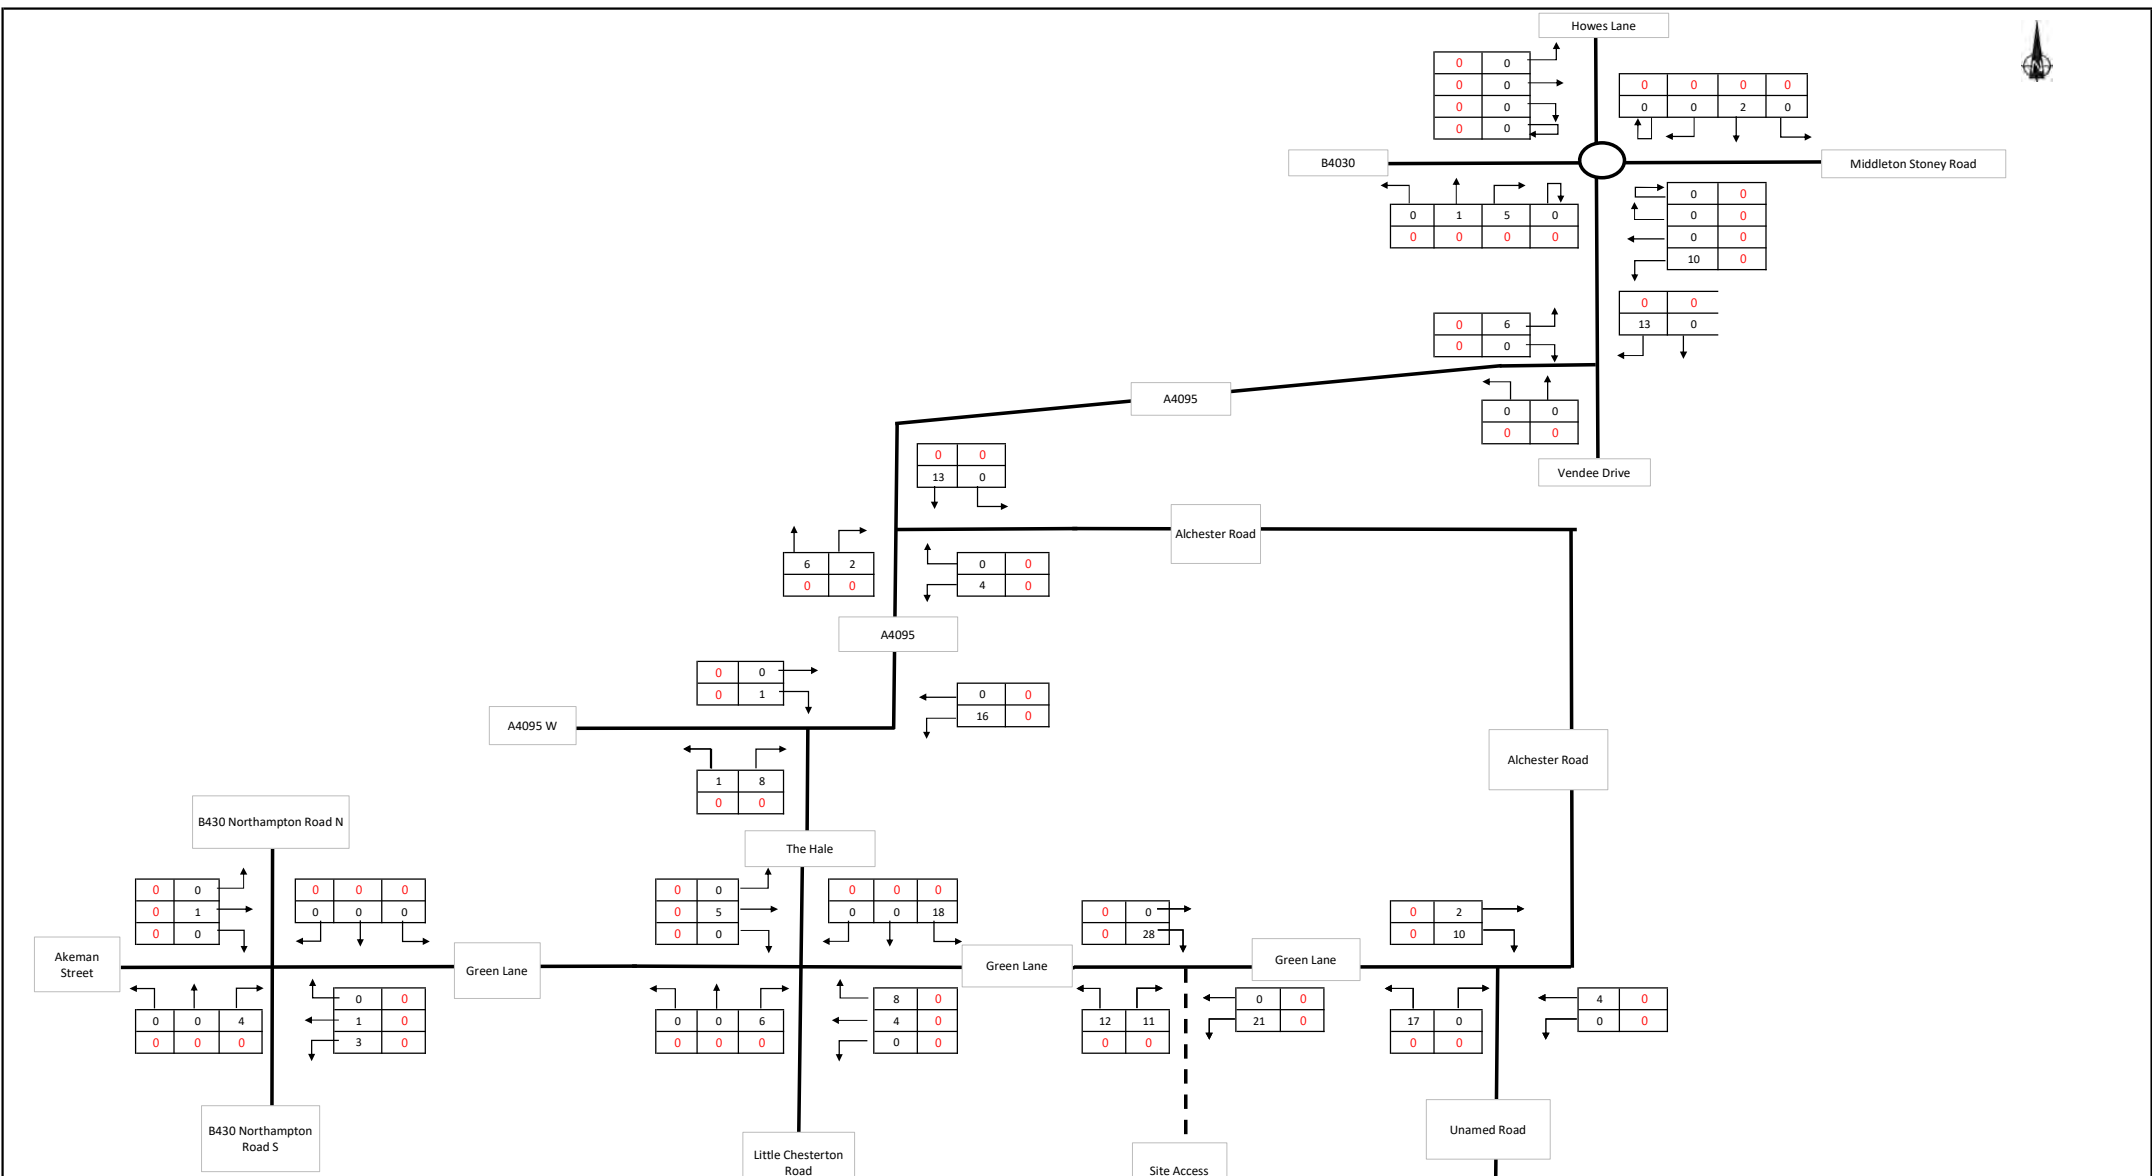 Howes Lane
0 0
0 0
0 0
0 0
0 0 0 0
0 0 2 0
B4030
Middleton Stoney Road
0 1 5 0
0 0 0 0
0 0
0 0
0 0
10 0
0 0
13 0
0 6
0 0
A4095
0 0
0 0
Vendee Drive
0 0
13 0
Alchester Road
6 2
0 0
0 0
4 0
A4095
0 0
0 1
0 0
16 0
A4095 W
1 8
0 0
Alchester Road
B430 Northampton Road N
The Hale
0 0
0 1
0 0
0 0 0
0 0 0
0 0
0 5
0 0
0 0 0
0 0 18
0 0
0 28
0 2
0 10
Akeman
Street
Green Lane
Green Lane
Green Lane
0 0 4
0 0 0
0 0
1 0
3 0
0 0 6
0 0 0
8 0
4 0
0 0
12 11
0 0
0 0
21 0
17 0
0 0
4 0
0 0
B430 Northampton
Road S
Little Chesterton
Road
Site Access
Unamed Road